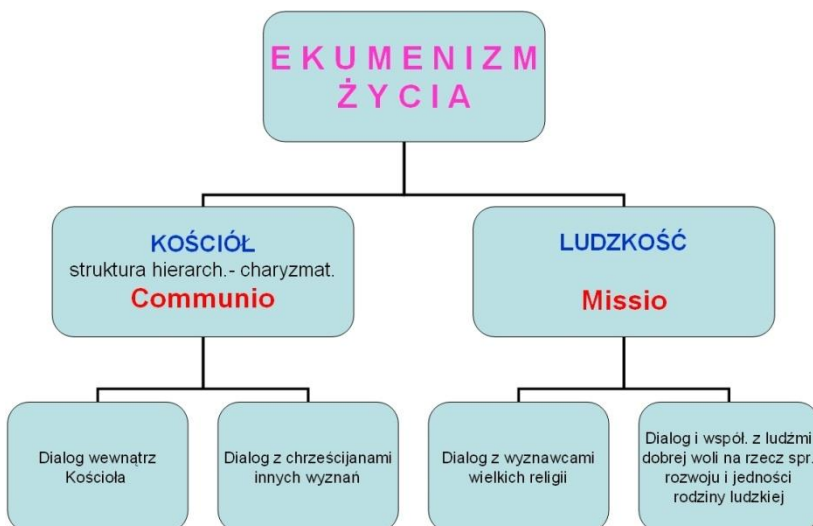 E K U M E N I Z M
Ż Y C I A
KOŚCIÓŁ
struktura hierarch.- charyzmat.
Communio
LUDZKOŚĆ
Missio
Dialog wewnątrz
Kościoła
Dialog z chrześcijanami
innych wyznań
Dialog z wyznawcami
wielkich religii
Dialog i współ. z ludźmi
dobrej woli na rzecz spr.
rozwoju i jedności
rodziny ludzkiej